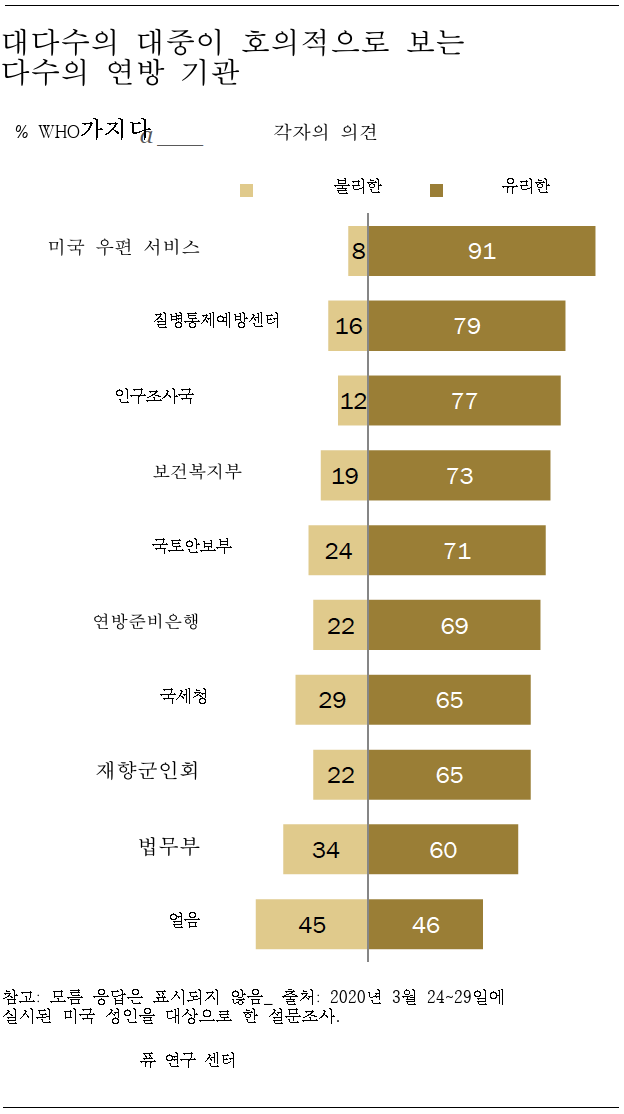 대다수의 대중이 호의적으로 보는
다수의 연방 기관
% WHO가지다 a ____ 각자의 의견
불리한 유리한
미국 우편 서비스 8 91
질병통제예방센터 16 79
인구조사국 12 77
보건복지부 19 73
국토안보부 24 71
연방준비은행 22 69
국세청 29 65
재향군인회 22 65
법무부 34 60
얼음 45 46
참고: 모름 응답은 표시되지 않음_ 출처: 2020년 3월 24~29일에
실시된 미국 성인을 대상으로 한 설문조사.
퓨 연구 센터